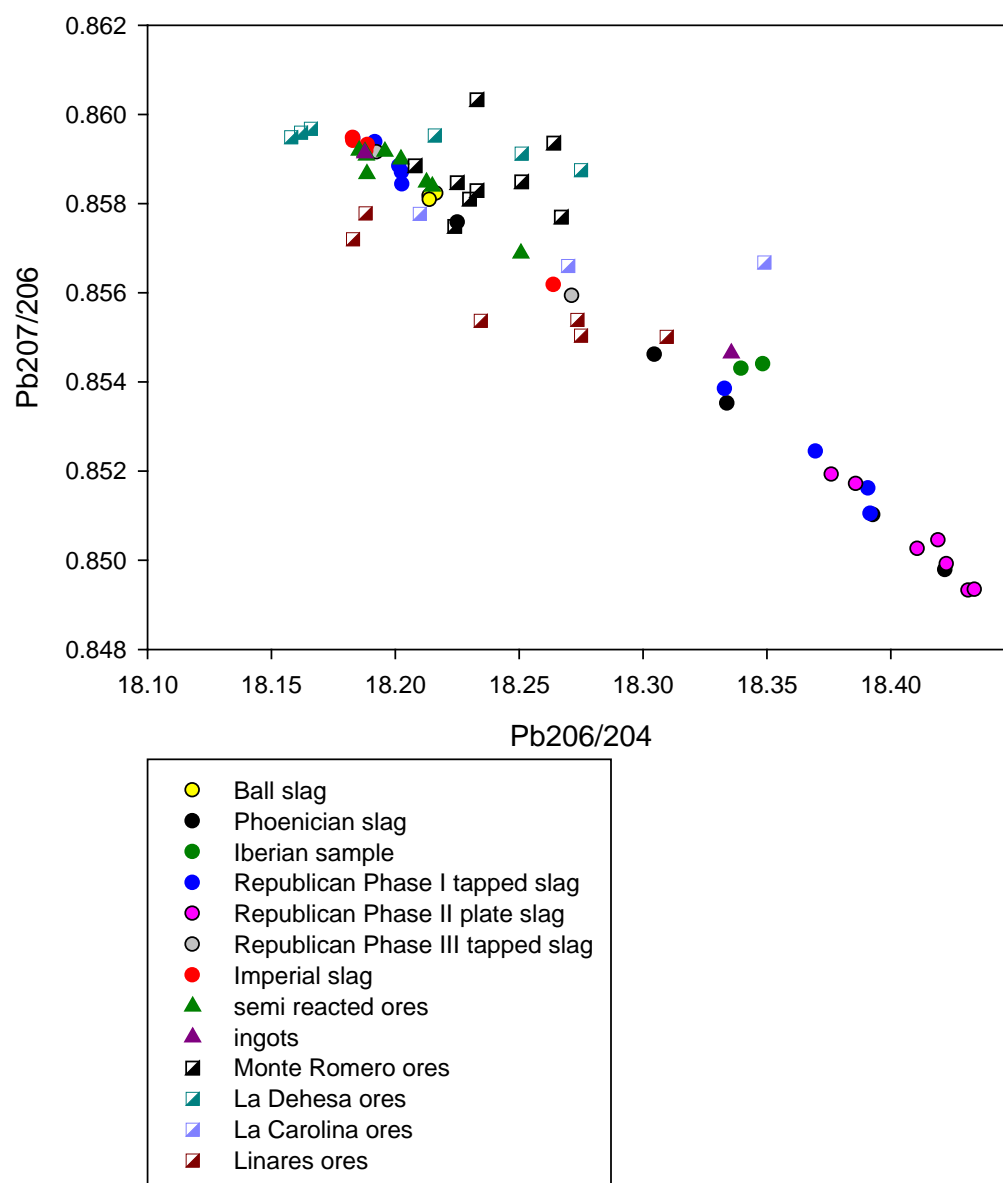 0.862
0.860
0.858
0.856
0.854
0.852
0.850
0.848
Pb207/206
18.10 18.15 18.20 18.25 18.30 18.35 18.40
Pb206/204
Ball slag
Phoenician slag
Iberian sample
Republican Phase I tapped slag
Republican Phase II plate slag
Republican Phase III tapped slag
Imperial slag
semi reacted ores
ingots
Monte Romero ores
La Dehesa ores
La Carolina ores
Linares ores